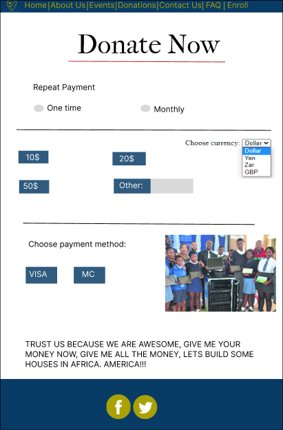 Home|About Us|Events|Donations|Contact Us| FAQ | Enroll
Donate Now
Repeat Payment
One time
Monthly
Choose currency: Dollar
Dollar
Yen
Zar
GBP
10$
20$
50$
Other:
Choose payment method:
VISA
MC
TRUST US BECAUSE WE ARE AWESOME, GIVE ME YOUR
MONEY NOW, GIVE ME ALL THE MONEY, LETS BUILD SOME
HOUSES IN AFRICA. AMERICA!!!